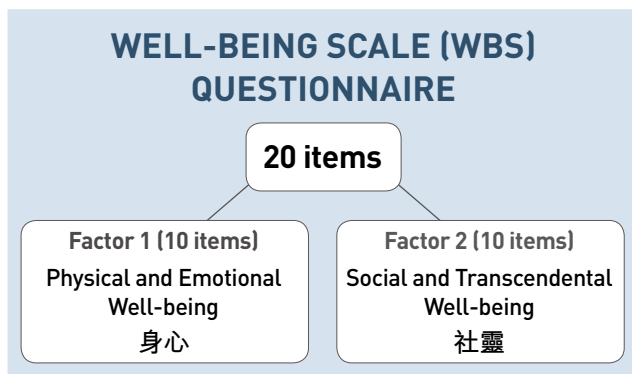 WELL-BEING SCALE (WBS)
QUESTIONNAIRE
20 items
Factor 1 (10 items)
Physical and Emotional
Well-being
身心
Factor 2 (10 items)
Social and Transcendental
Well-being
社靈